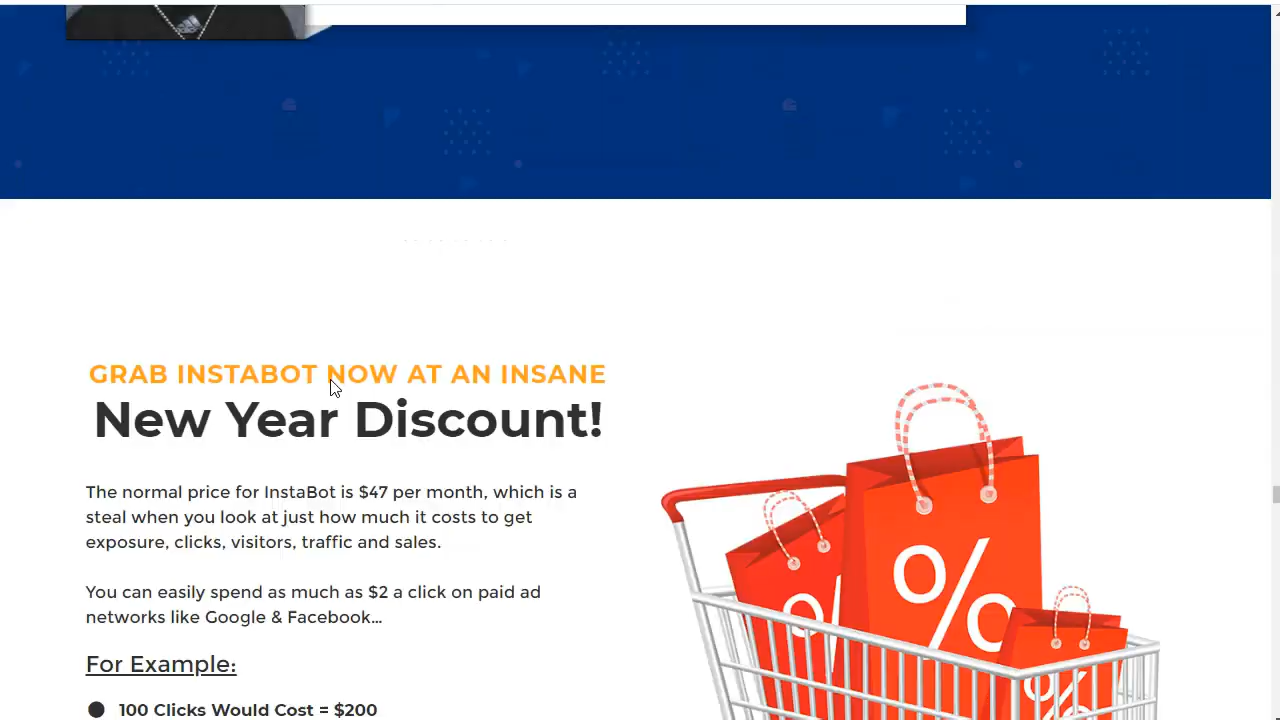 GRAB INSTABOT NOW AT AN INSANE
New Year Discount!
The normal price for InstaBot is $47 per month, which is a
steal when you look at just how much it costs to get
exposure, clicks, visitors, traffic and sales.
You can easily spend as much as $2 a click on paid ad
networks like Google & Facebook...
For Example:
100 Clicks Would Cost = $200
%
%
%